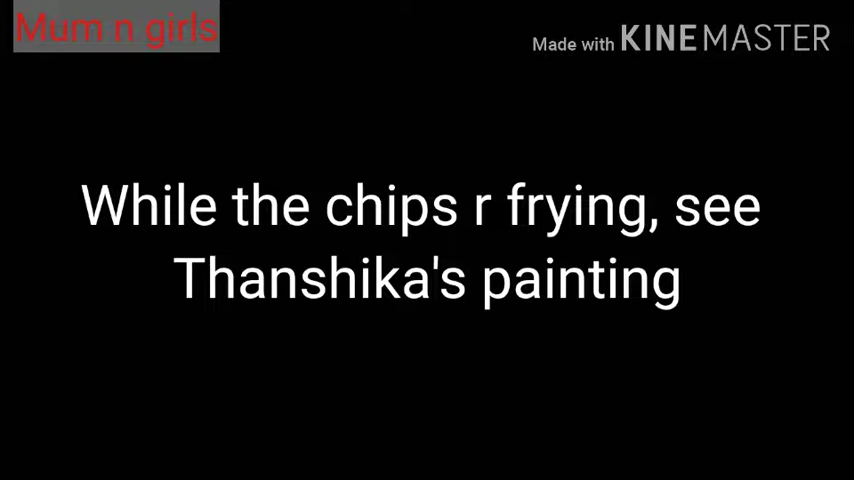 Mum n girls
Made with KINEMASTER
While the chips r frying, see
Thanshika's painting